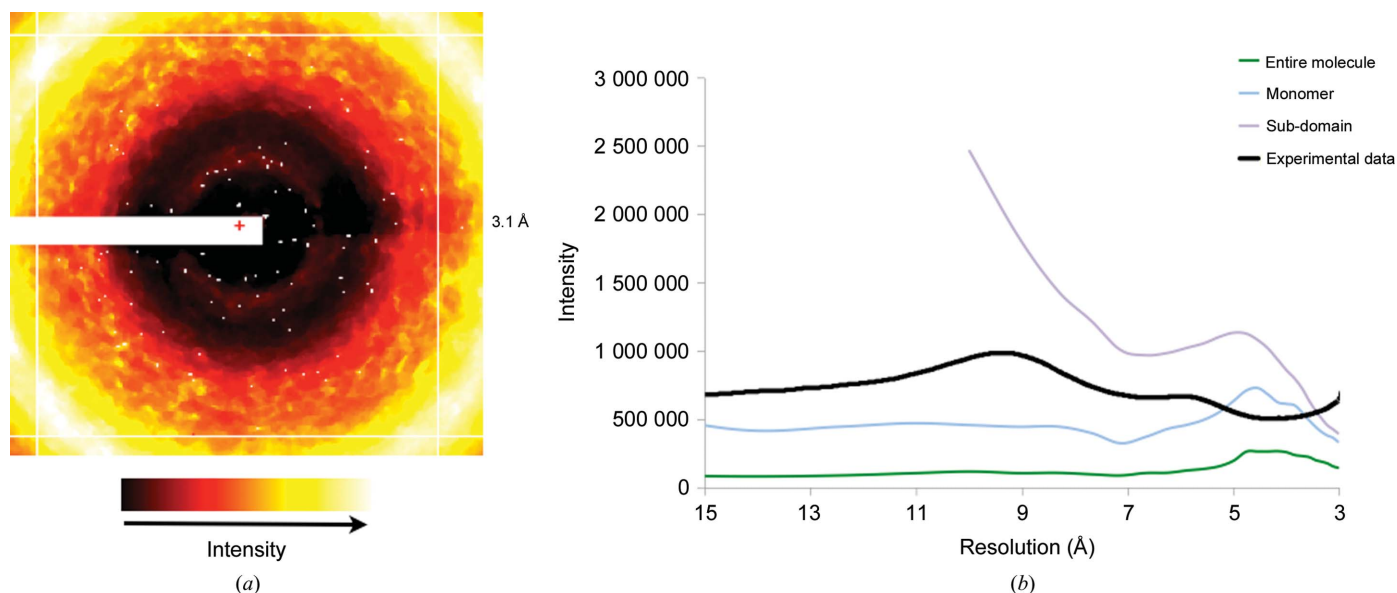 3.1 Å
Intensity
(a)
Entire molecule
Monomer
Sub-domain
Experimental data
3 000 000
2 500 000
2 000 000
1 500 000
1 000 000
500 000
0
Intensity
15 13 11 9 7 5 3
Resolution (Å)
(b)